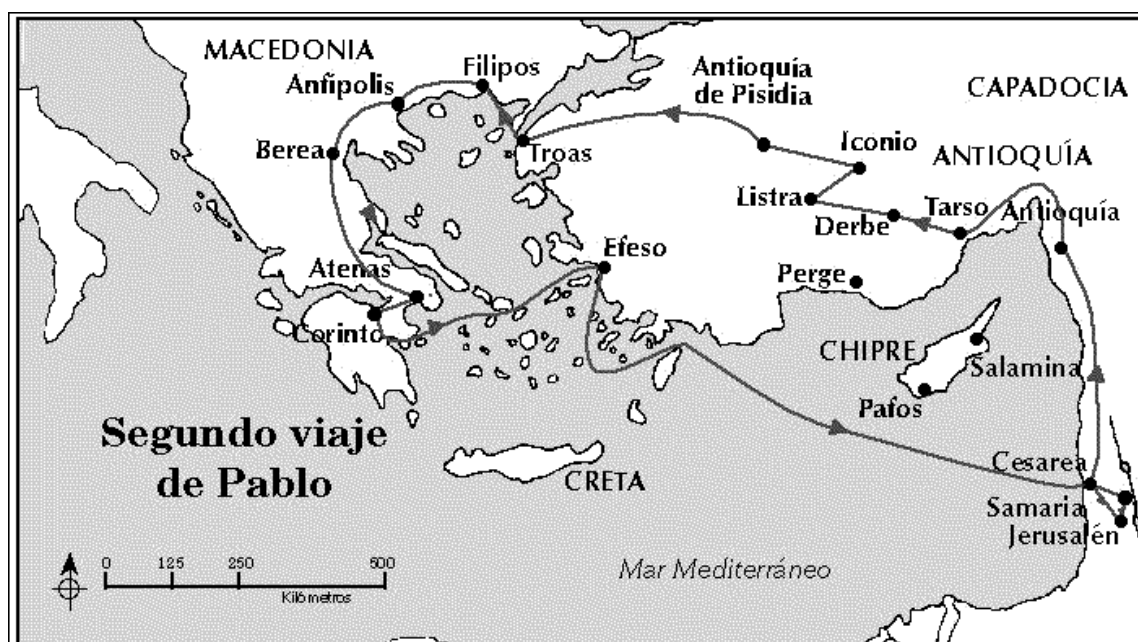 MACEDONIA
Filipos
Anfípolis
Antioquía
de Pisidia
CAPADOCIA
Berea
Troas
Iconio
ANTIOQUÍA
Listra
Derbe
Tarso
Antioquía
Efeso
Atenas
Perge
Corinto
CHIPRE
Salamina
Pafos
Segundo viaje
de Pablo
CRETA
Cesarea
Samaria
Jerusalén
0 125 250 500
Kilómetros
Mar Mediterráneo